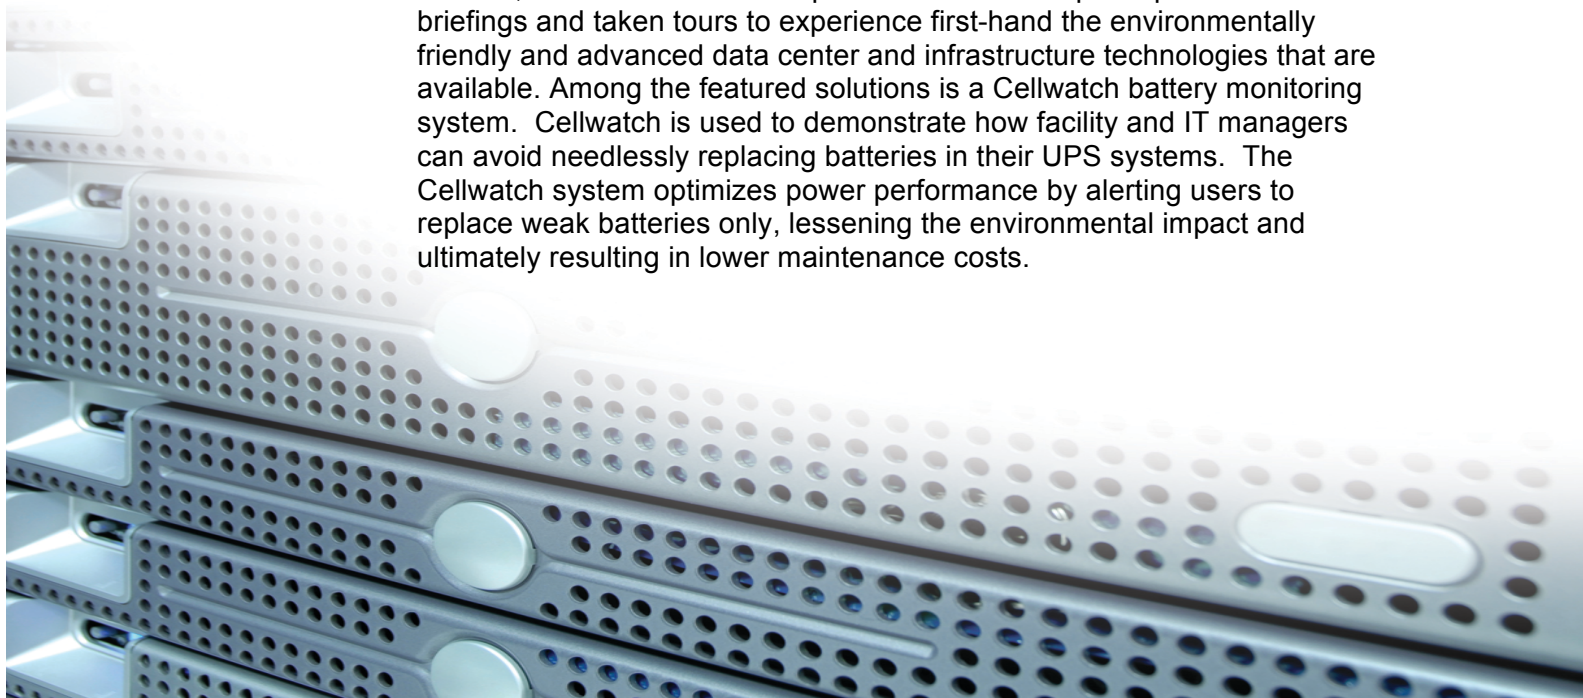 briefings and taken tours to experience first-hand the environmentally
friendly and advanced data center and infrastructure technologies that are
available. Among the featured solutions is a Cellwatch battery monitoring
system.  Cellwatch is used to demonstrate how facility and IT managers
can avoid needlessly replacing batteries in their UPS systems.  The
Cellwatch system optimizes power performance by alerting users to
replace weak batteries only, lessening the environmental impact and
ultimately resulting in lower maintenance costs.